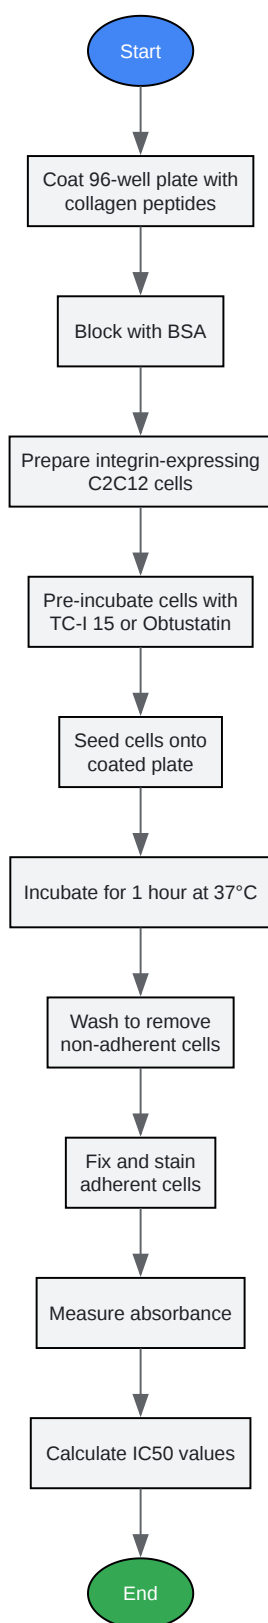 Start
Coat 96-well plate with
collagen peptides
Block with BSA
Prepare integrin-expressing
C2C12 cells
Pre-incubate cells with
TC-I 15 or Obtustatin
Seed cells onto
coated plate
Incubate for 1 hour at 37°C
Wash to remove
non-adherent cells
Fix and stain
adherent cells
Measure absorbance
Calculate IC50 values
End